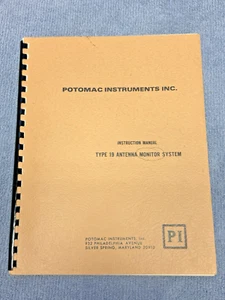 POTOMAC INSTRUMENTS INC.
INSTRUCTION MANUAL
TYPE 19 ANTENNA MONITOR SYSTEM
POTOMAC INSTRUMENTS, Inc.
932 PHILADELPHIA AVENUE
SILVER SPRING, MARYLAND 20910
PI